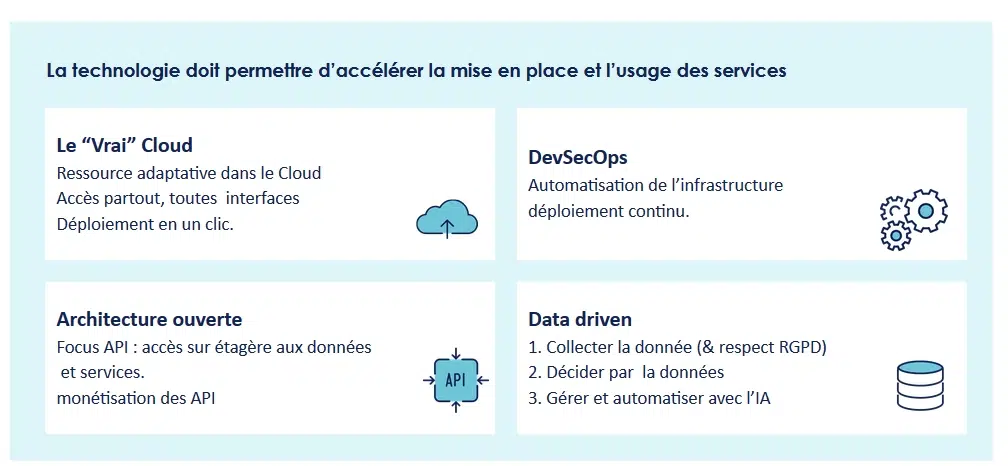 La technologie doit permettre d’accélérer la mise en place et l’usage des services
Le “Vrai” Cloud
Ressource adaptative dans le Cloud
Accès partout, toutes interfaces
Déploiement en un clic.
DevSecOps
Automatisation de l’infrastructure
déploiement continu.
Architecture ouverte
Focus API : accès sur étagère aux données
et services.
monétisation des API
API
Data driven
1. Collecter la donnée (& respect RGPD)
2. Décider par la données
3. Gérer et automatiser avec l’IA